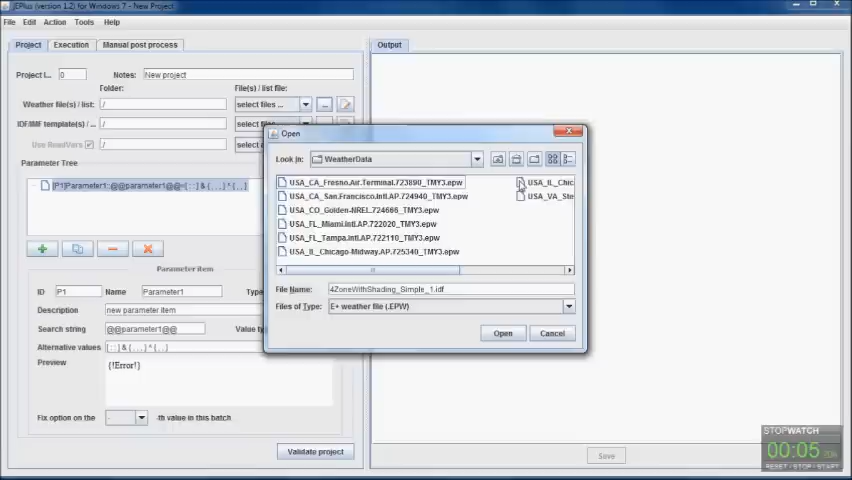 jEPlus (version 1.2) for Windows 7 - New Project
File Edit Action Tools Help
Project Execution Manual post process
Output
Project I... 0 Notes: New project
Folder: File(s) / list file:
Weather file(s)/ list: ./ select files ... ...
IDF/IMF template(s)/ ... ./ select files
Use ReadVars ./ select a
Parameter Tree
[P1]Parameter1::@@parameter1@@=[ : : ] & { , , , } ^ { , , }
Open
Look in: WeatherData
USA_CA_Fresno.Air.Terminal.723890_TMY3.epw
USA_CA_San.Francisco.Intl.AP.724940_TMY3.epw
USA_CO_Golden-NREL.724666_TMY3.epw
USA_FL_Miami.Intl.AP.722020_TMY3.epw
USA_FL_Tampa.Intl.AP.722110_TMY3.epw
USA_IL_Chicago-Midway.AP.725340_TMY3.epw
USA_IL_Chic
USA_VA_Ste
File Name: 4ZoneWithShading_Simple_1.idf
Files of Type: E+ weather file (.EPW)
Open Cancel
Parameter item
ID P1 Name Parameter1 Type
Description new parameter item
Search string @@parameter1@@ Value ty
Alternative values [ : : ] & { , , , } ^ { , , }
Preview
{!Error!}
Fix option on the - -th value in this batch
Validate project
Save
STOPWATCH
00:05
RESET / STOP / START